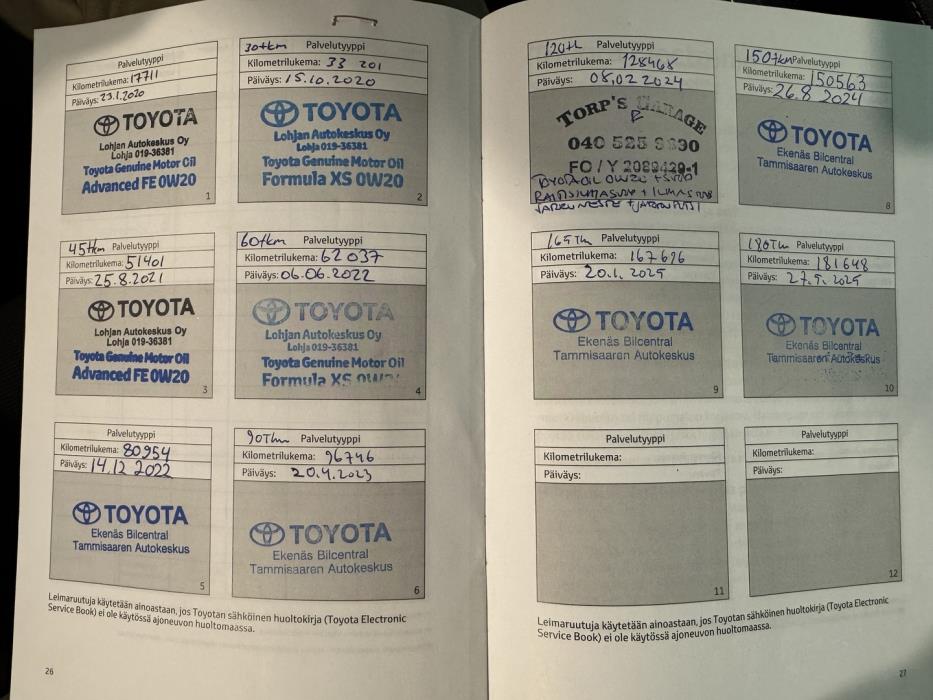 Palvelutyyppi
Kilometrilukema: 17711
Päiväys: 23.1.2020
TOYOTA
Lohjan Autokeskus Oy
Lohja 019-36381
Toyota Genuine Motor Oil
Advanced FE 0W20
1
30tkm Palvelutyyppi
Kilometrilukema: 33 201
Päiväys: 15.10.2020
TOYOTA
Lohjan Autokeskus Oy
Lohja 019-36381
Toyota Genuine Motor Oil
Formula XS 0W20
2
45tkm Palvelutyyppi
Kilometrilukema: 51401
Päiväys: 25.8.2021
TOYOTA
Lohjan Autokeskus Oy
Lohja 019-36381
Toyota Genuine Motor Oil
Advanced FE 0W20
3
60tkm Palvelutyyppi
Kilometrilukema: 62 037
Päiväys: 06.06.2022
TOYOTA
Lohjan Autokeskus Oy
Lohja 019-36381
Toyota Genuine Motor Oil
Formula XS
4
Palvelutyyppi
Kilometrilukema: 80954
Päiväys: 14.12 2022
TOYOTA
Ekenäs Bilcentral
Tammisaaren Autokeskus
5
90Tkm Palvelutyyppi
Kilometrilukema: 96746
Päiväys: 20.4.2023
TOYOTA
Ekenäs Bilcentral
Tammisaaren Autokeskus
6
Leimaruutuja käytetään ainoastaan, jos Toyotan sähköinen huoltokirja (Toyota Electronic
Service Book) ei ole käytössä ajoneuvon huoltomaassa.
26
Palvelutyyppi
Kilometrilukema: 128468
Päiväys: 08.02 2024
TORP'S GARAGE
040 525
FO / Y
150tkm Palvelutyyppi
Kilometrilukema: 150563
Päiväys: 26.8 2024
TOYOTA
Ekenäs Bilcentral
Tammisaaren Autokeskus
8
165Tkm Palvelutyyppi
Kilometrilukema: 167626
Päiväys: 20.1. 2025
TOYOTA
Ekenäs Bilcentral
Tammisaaren Autokeskus
9
180Tkm Palvelutyyppi
Kilometrilukema: 181648
Päiväys: 2025
TOYOTA
Ekenäs Bilcentral
Tammisaaren Autokeskus
10
Palvelutyyppi
Kilometrilukema:
Päiväys:
11
Palvelutyyppi
Kilometrilukema:
Päiväys:
12
Leimaruutuja käytetään ainoastaan, jos Toyotan sähköinen huoltokirja (Toyota Electronic
Service Book) ei ole käytössä ajoneuvon huoltomaassa.
27